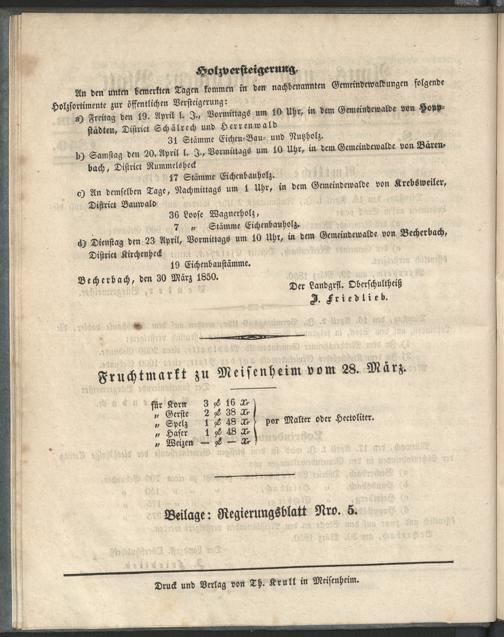 Holzversteigerung.
An den unten bemerkten Tagen kommen in den nachbenannten Gemeindewaldungen folgende
Holzsortimente zur öffentlichen Versteigerung:
a) Freitag den 19. April l. J., Vormittags um 10 Uhr, in dem Gemeindewalde von Hopp-
städten, District Schälrech und Herrenwald
31 Stämme Eichen-Bau- und Nutzholz.
b) Samstag den 20. April l. J., Vormittags um 10 Uhr, in dem Gemeindewalde von Bären-
bach, District Rummelsheck
17 Stämme Eichenbauholz.
c) An demselben Tage, Nachmittags um 1 Uhr, in dem Gemeindewalde von Krebsweiler,
District Bauwald
36 Loose Wagnerholz,
7 „ Stämme Eichenbauholz.
d) Dienstag den 23 April, Vormittags um 10 Uhr, in dem Gemeindewalde von Becherbach,
District Kirchenheck
19 Eichenbaustämme.
Becherbach, den 30 März 1850.
Der Landgrfl. Oberschultheiß
J. Friedlieb.
Fruchtmarkt zu Meisenheim vom 28. März.
für Korn 3 fl 16 Xr
„ Gerste 2 fl 38 Xr
„ Spelz 1 fl 48 Xr per Malter oder Hectoliter.
„ Hafer 1 fl 48 Xr
„ Weizen — fl — Xr
Beilage: Regierungsblatt Nro. 5.
Druck und Verlag von Th. Krull in Meisenheim.